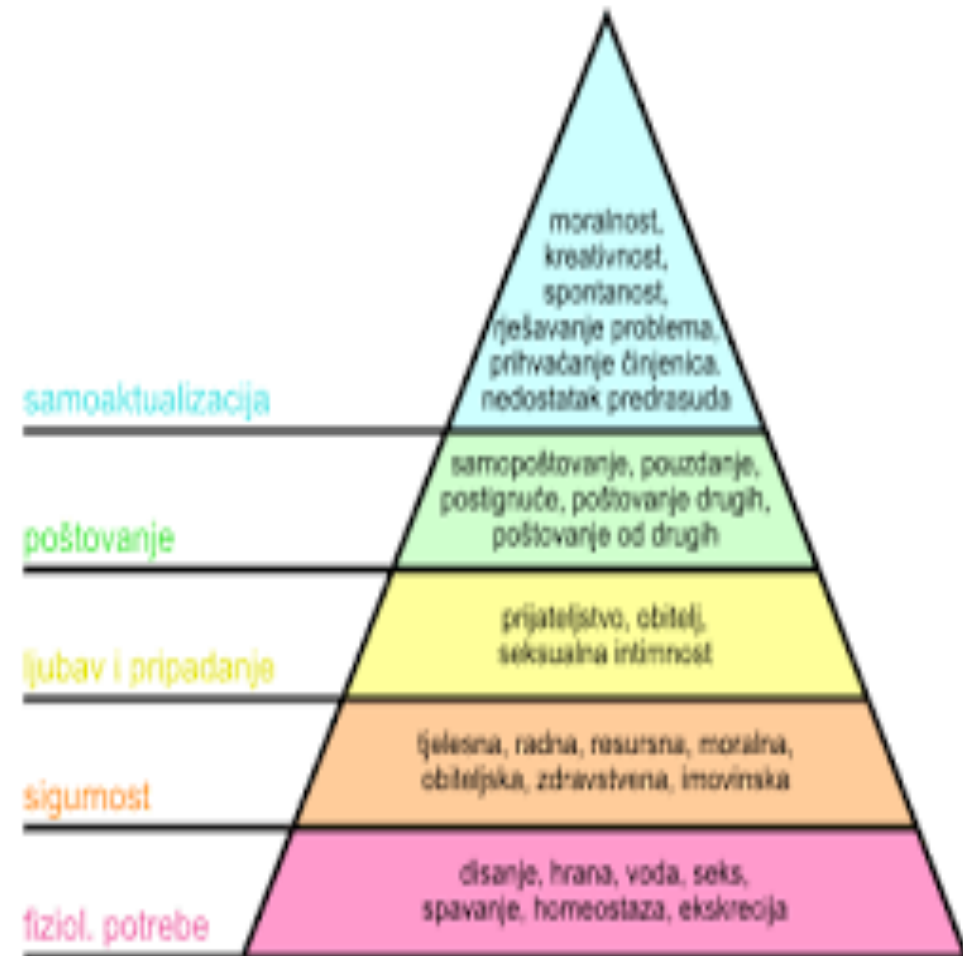 moralnost,
kreativnost,
spontanost,
rješavanje problema,
prihvaćanje činjenica.
nedostatak predrasuda
samoaktualizacija
samopoštovanje, pouzdanje,
postignuće, poštovanje drugih,
poštovanje od drugih
poštovanje
prijateljstvo, obitelj,
seksualna intimnost
ljubav i pripadanje
tjelesna, radna, resursna, moralna,
obiteljska, zdravstvena, imovinska
sigurnost
disanje, hrana, voda, seks,
spavanje, homeostaza, ekskrecija
fiziol. potrebe